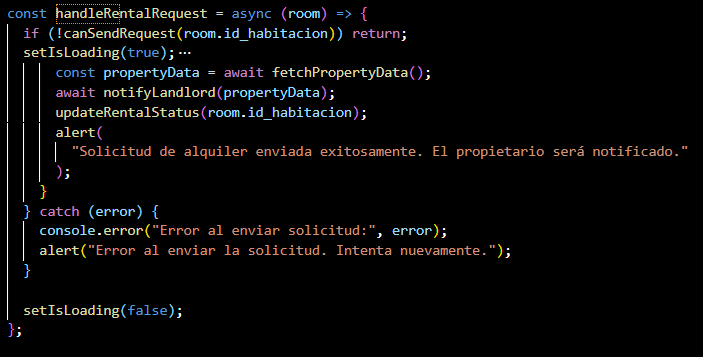 const handleRentalRequest = async (room) => {
  if (!canSendRequest(room.id_habitacion)) return;
  setIsLoading(true);···
      const propertyData = await fetchPropertyData();
      await notifyLandlord(propertyData);
      updateRentalStatus(room.id_habitacion);
      alert(
        "Solicitud de alquiler enviada exitosamente. El propietario será notificado."
      );
    }
  } catch (error) {
    console.error("Error al enviar solicitud:", error);
    alert("Error al enviar la solicitud. Intenta nuevamente.");
  }
  setIsLoading(false);
};